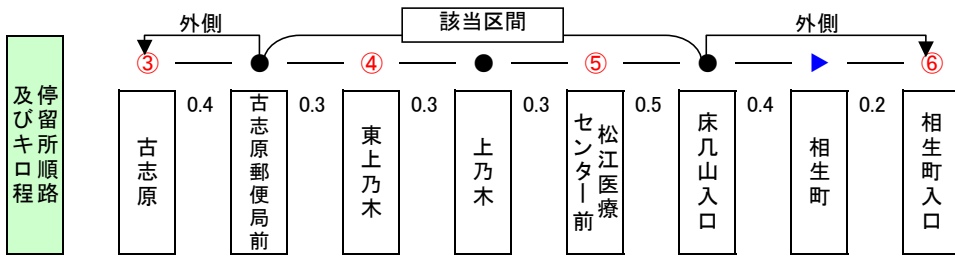 外側
該当区間
外側
③
④
⑤
⑥
停留所順路
及びキロ程
0.4
0.3
0.3
0.3
0.5
0.4
0.2
古志原
古志原郵便局前
東上乃木
上乃木
松江医療
センター前
床几山入口
相生町
相生町入口